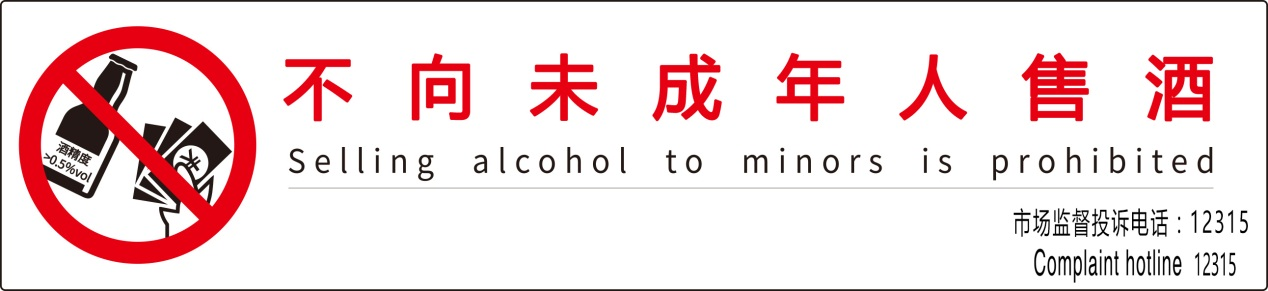 酒精度
>0.5%vol
不向未成年人售酒
Selling alcohol to minors is prohibited
市场监督投诉电话：12315
Complaint hotline 12315